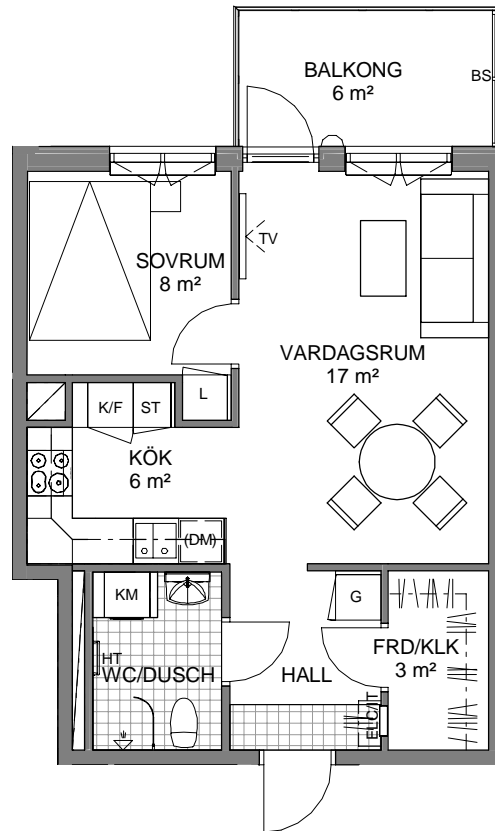 BALKONG
6 m²
BS
TV
SOVRUM
8 m²
VARDAGSRUM
17 m²
L
K/F
ST
KÖK
6 m²
(DM)
KM
G
HT
WC/DUSCH
HALL
FRD/KLK
3 m²
ELC/IT